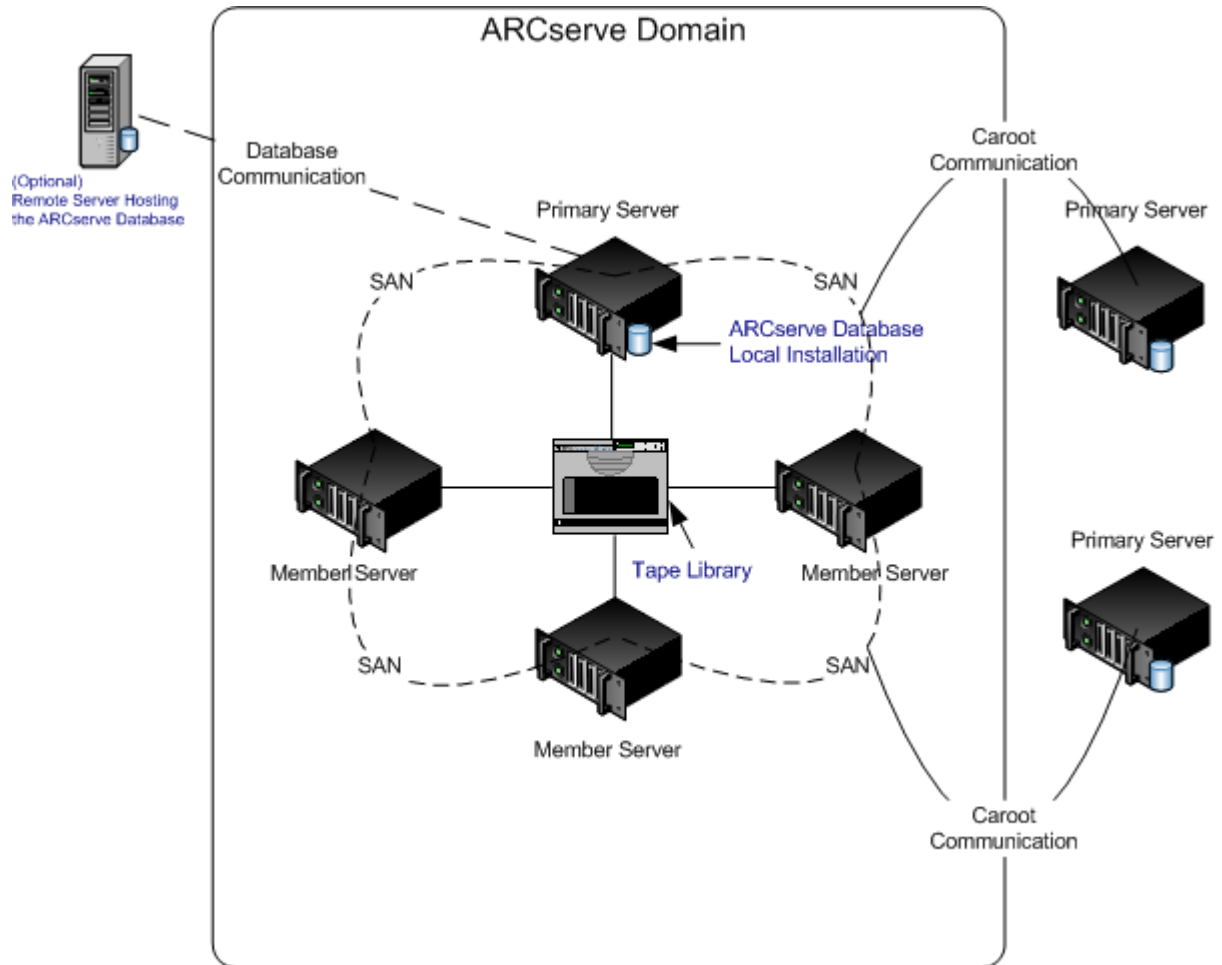 ARCserve Domain
(Optional)
Remote Server Hosting
the ARCserve Database
Database
Communication
Caroot
Communication
Primary Server
Primary Server
SAN
SAN
ARCserve Database
Local Installation
Member Server
Tape Library
Member Server
Primary Server
SAN
SAN
Member Server
Caroot
Communication